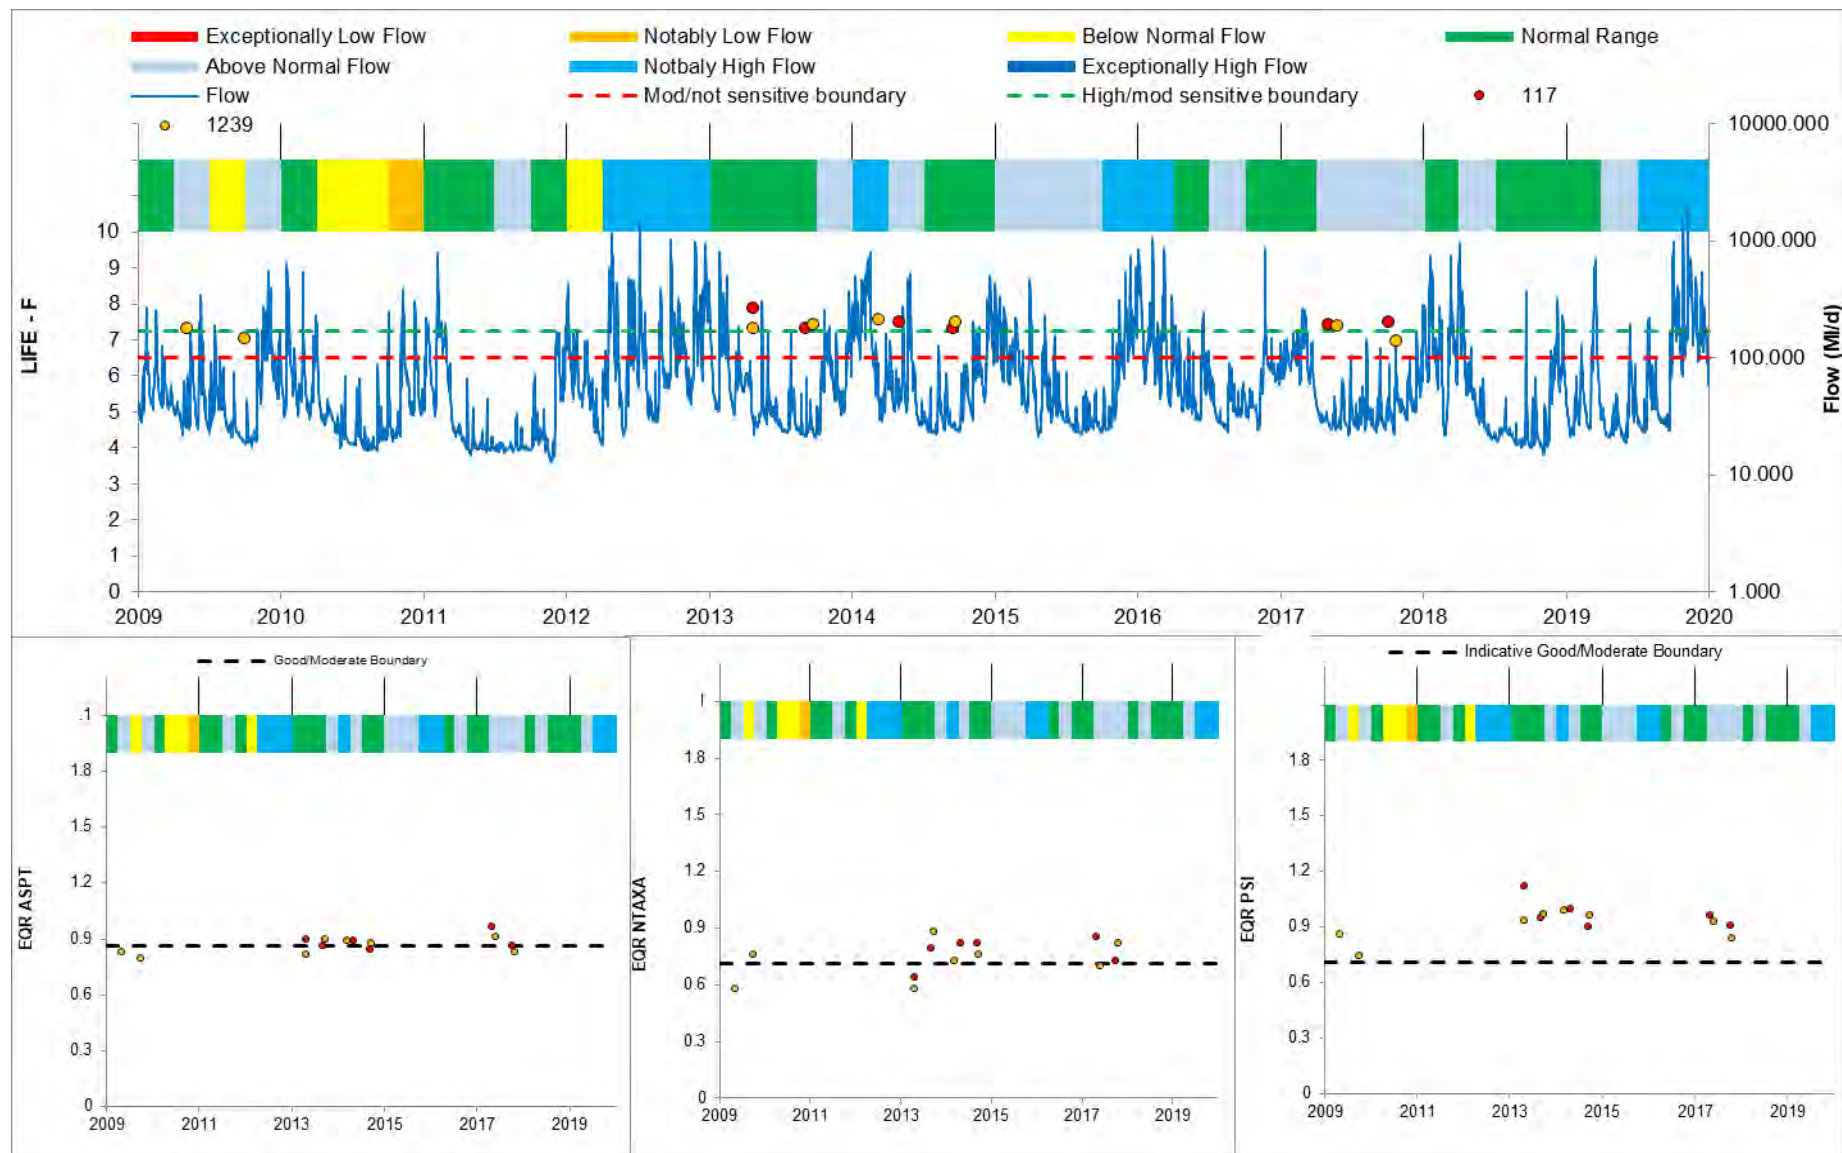 Exceptionally Low Flow Notably Low Flow Below Normal Flow Normal Range
Above Normal Flow Notbaly High Flow Exceptionally High Flow
Flow Mod/not sensitive boundary High/mod sensitive boundary 117
1239
10000.000
1000.000
100.000
10.000
1.000
Flow (Ml/d)
LIFE - F
10
9
8
7
6
5
4
3
2
1
0
2009 2010 2011 2012 2013 2014 2015 2016 2017 2018 2019 2020
Good/Moderate Boundary
EQR ASPT
.1
1.8
1.5
1.2
0.9
0.6
0.3
0
2009 2011 2013 2015 2017 2019
EQR NTAXA
1.8
1.5
1.2
0.9
0.6
0.3
0
2009 2011 2013 2015 2017 2019
Indicative Good/Moderate Boundary
EQR PSI
1.8
1.5
1.2
0.9
0.6
0.3
0
2009 2011 2013 2015 2017 2019